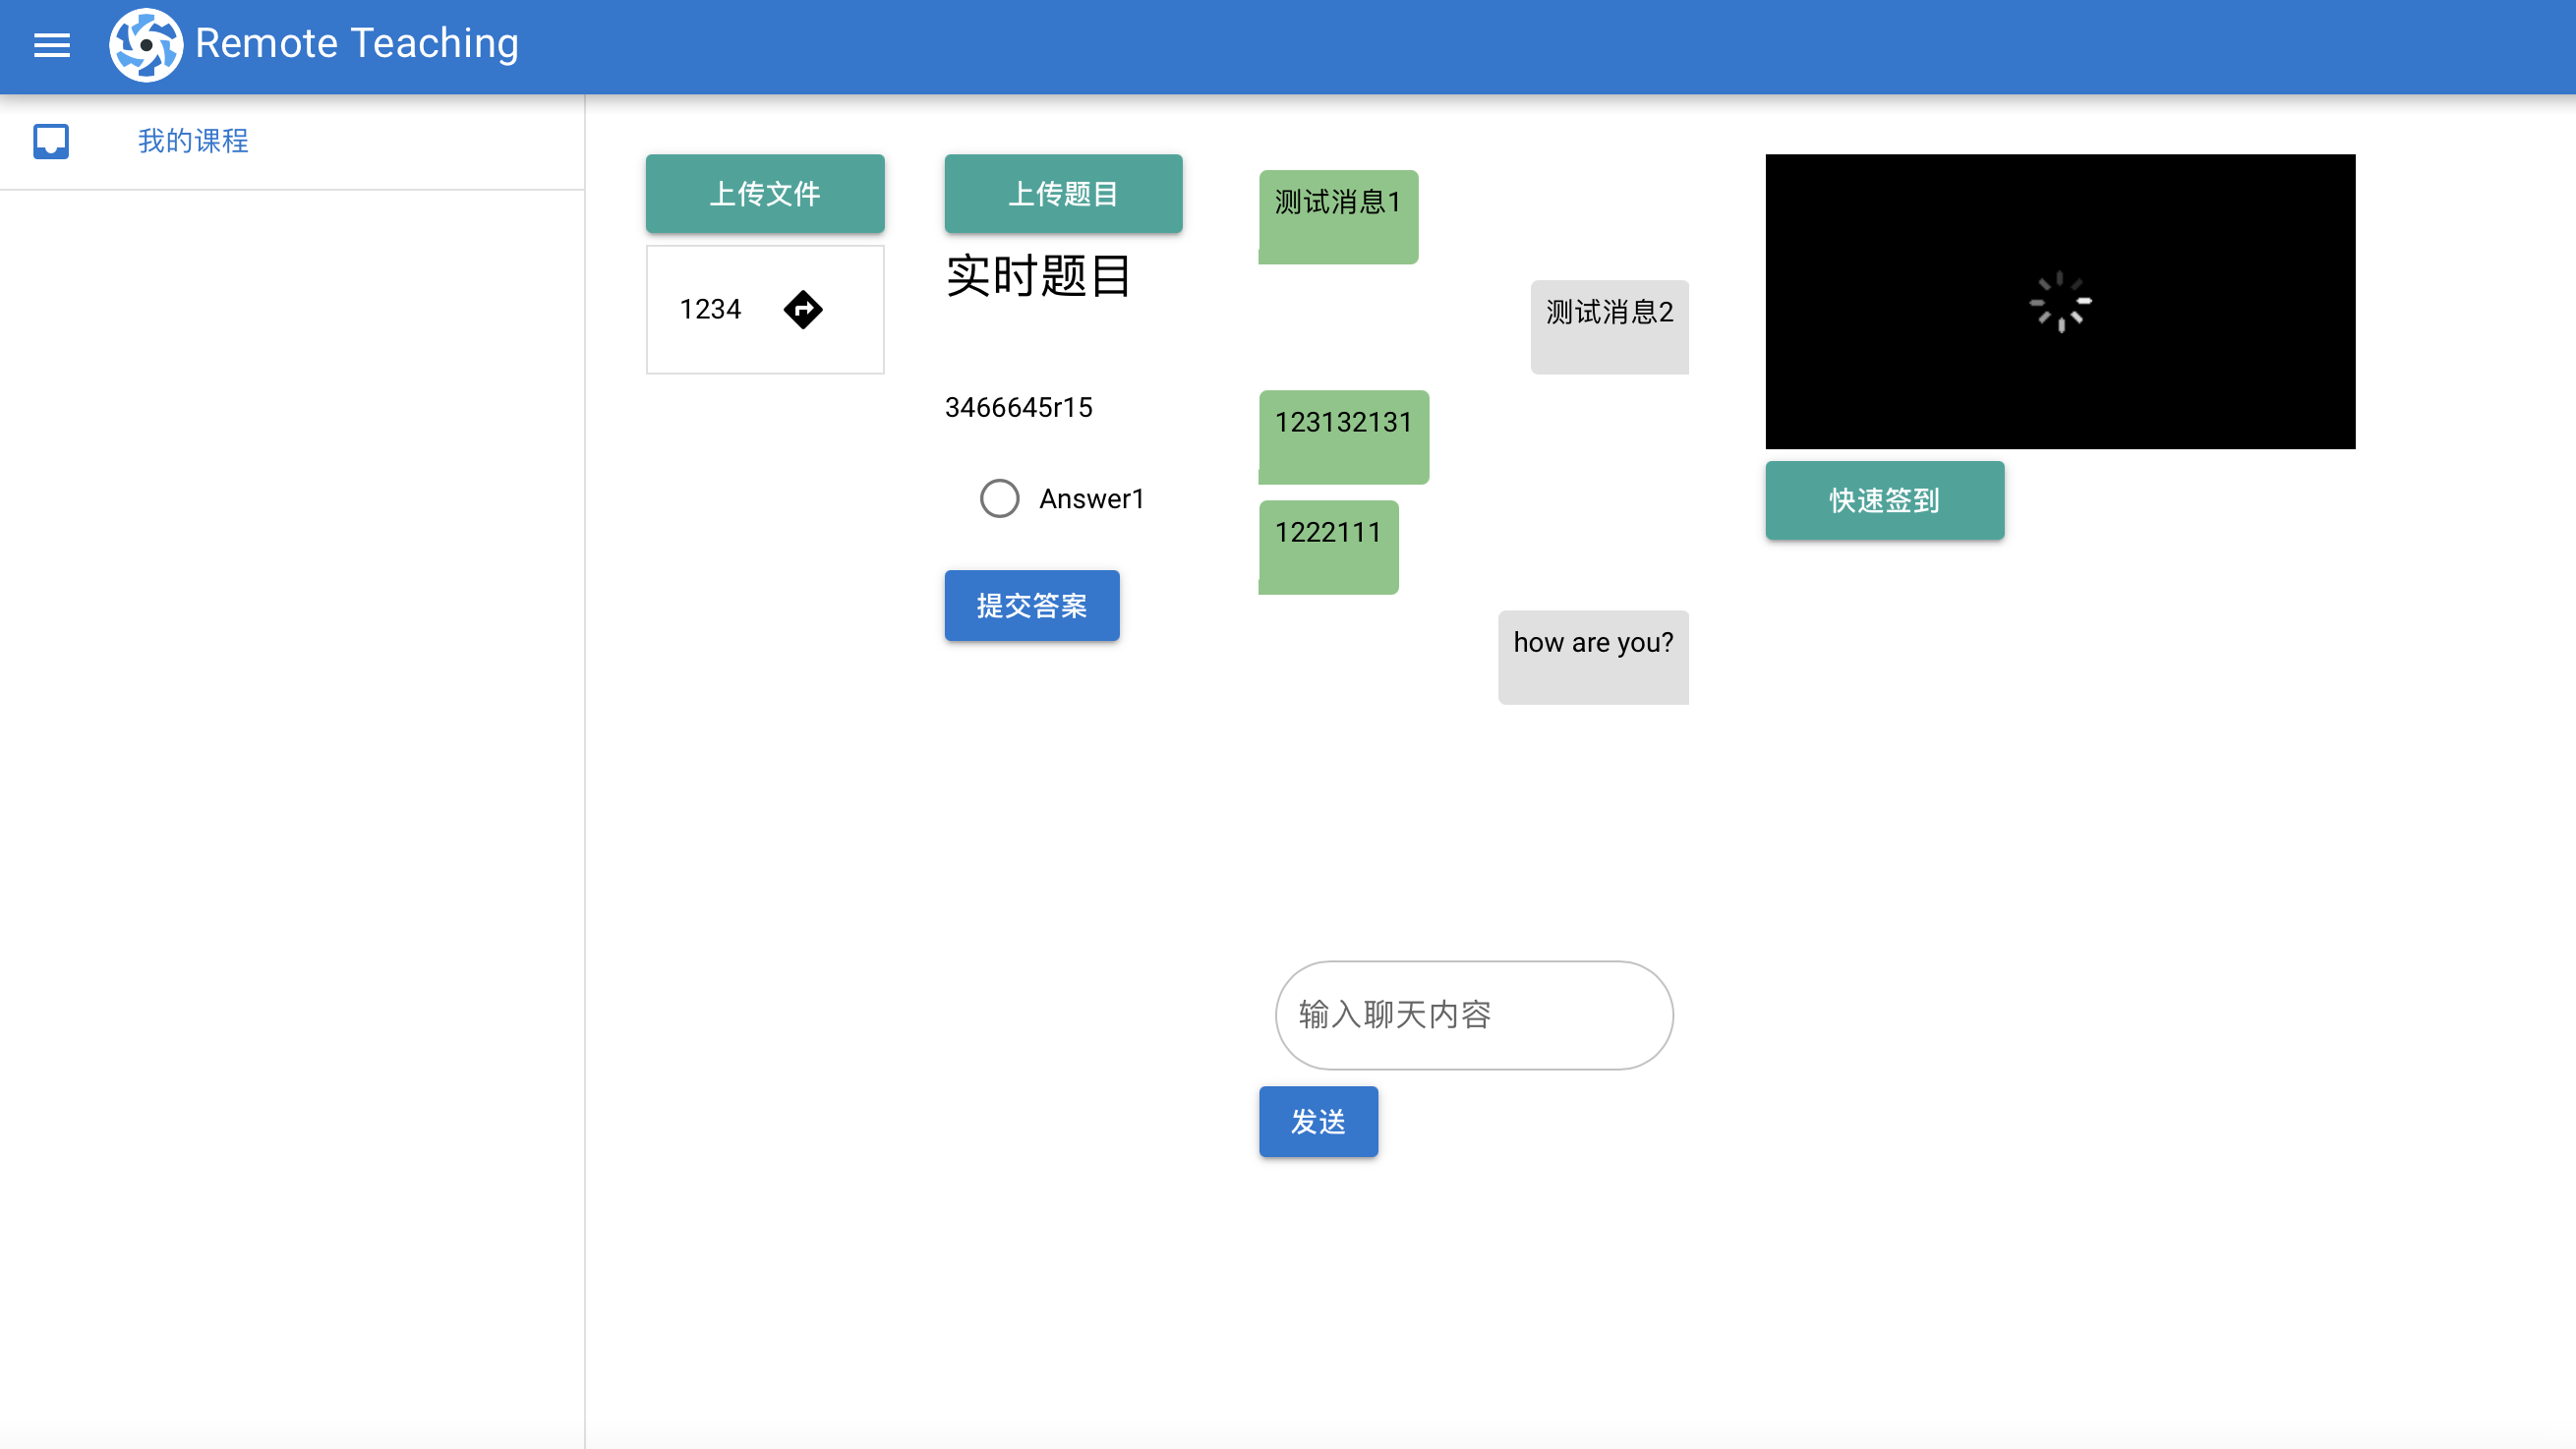 Remote Teaching
我的课程
上传文件
1234
上传题目
实时题目
3466645r15
Answer1
提交答案
测试消息1
测试消息2
123132131
1222111
how are you?
输入聊天内容
发送
快速签到